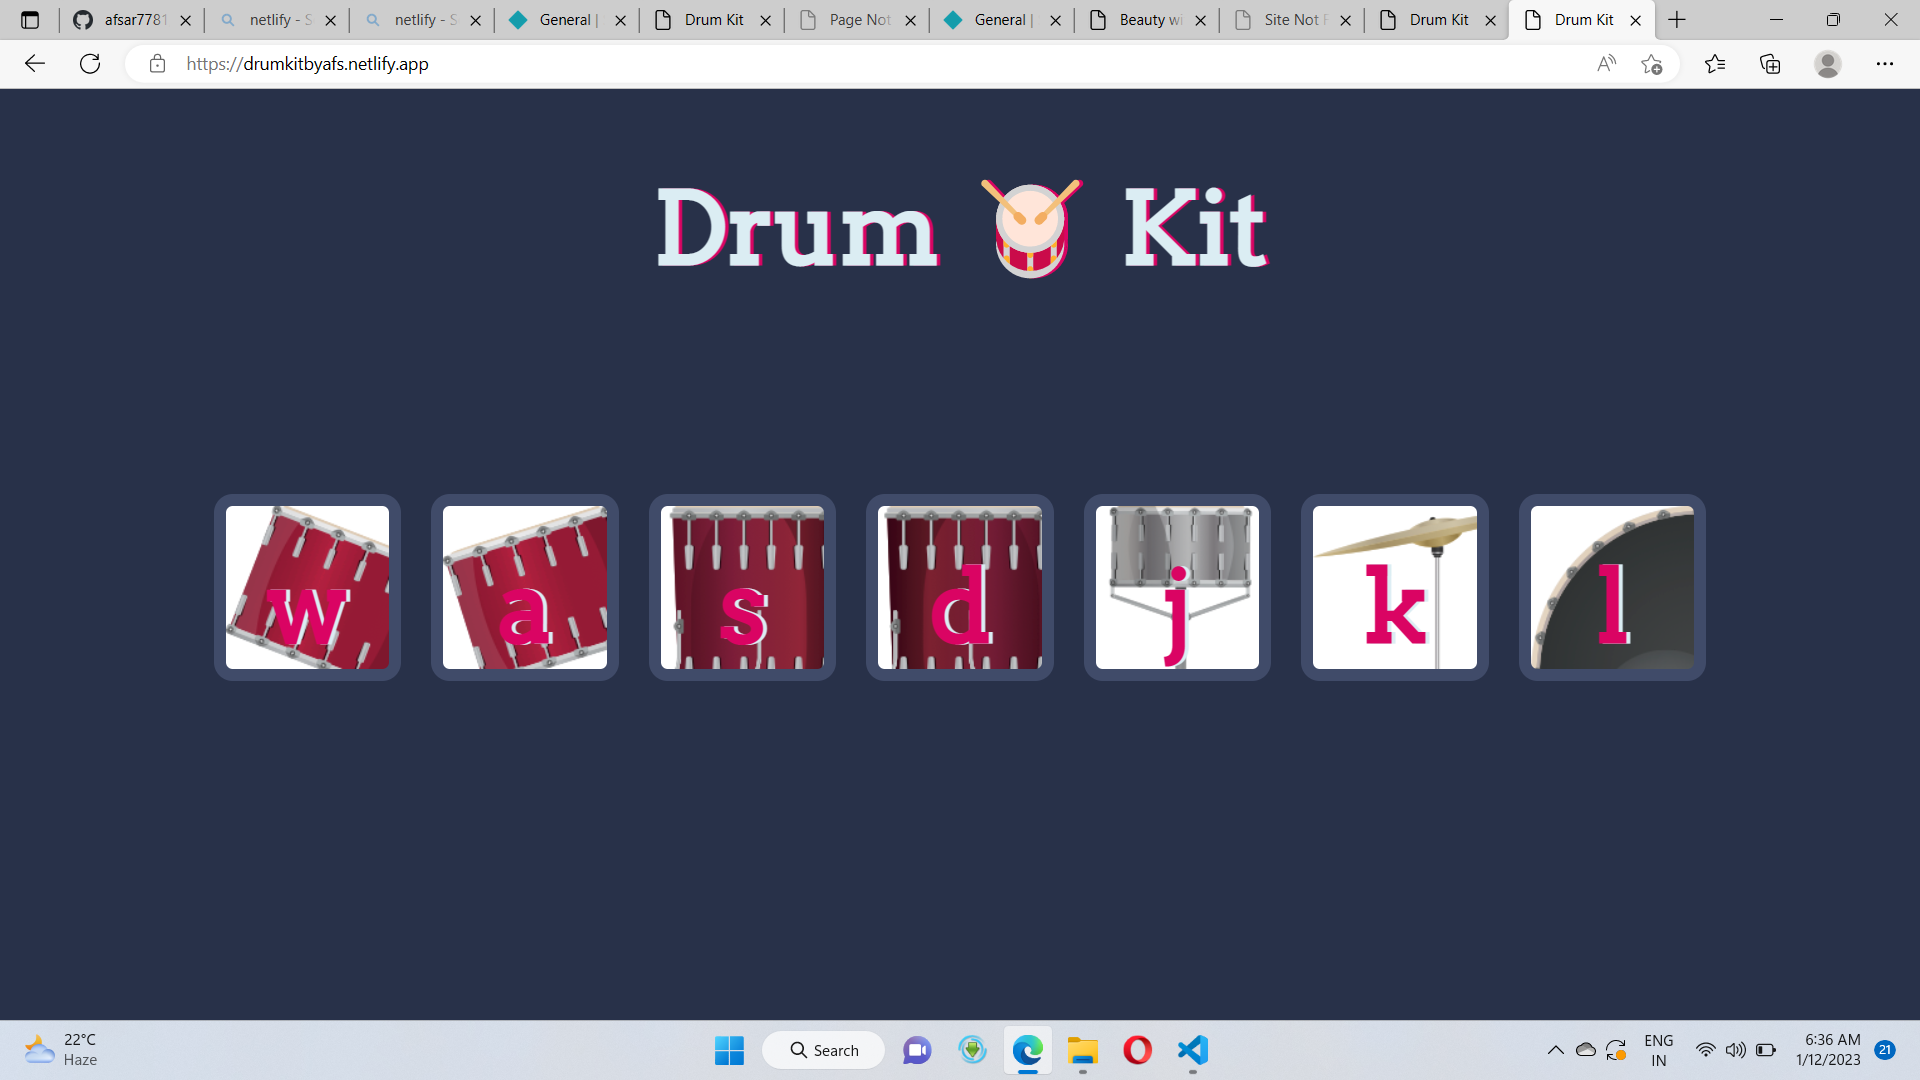 afsar7781
netlify - S
netlify - S
General |
Drum Kit
Page Not
General |
Beauty wi
Site Not F
Drum Kit
Drum Kit
https://drumkitbyafs.netlify.app
Drum Kit
w a s d j k l
22°C
Haze
Search
ENG
IN
6:36 AM
1/12/2023
21